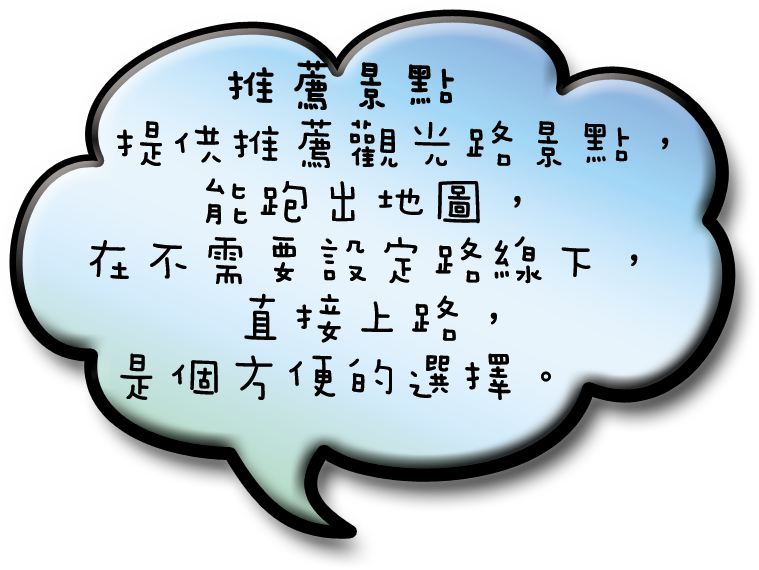 推薦景點
提供推薦觀光路景點，
能跑出地圖，
在不需要設定路線下，
直接上路，
是個方便的選擇。